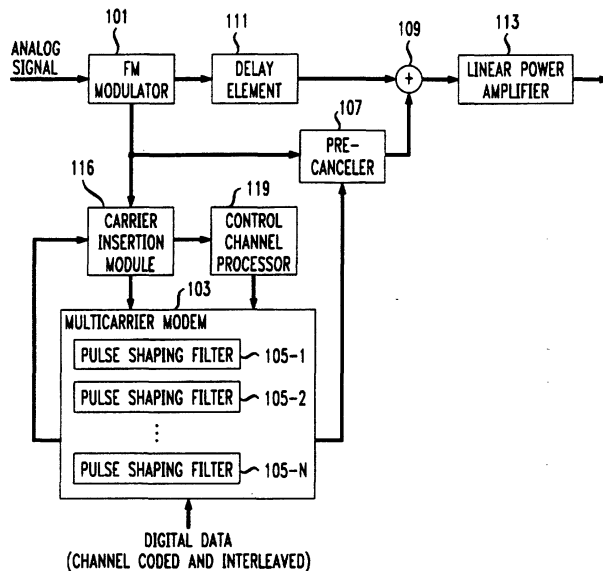 101
111
109
113
ANALOG
SIGNAL
FM
MODULATOR
DELAY
ELEMENT
+
LINEAR POWER
AMPLIFIER
107
PRE-
CANCELER
116
119
CARRIER
INSERTION
MODULE
CONTROL
CHANNEL
PROCESSOR
103
MULTICARRIER MODEM
PULSE SHAPING FILTER 105-1
PULSE SHAPING FILTER 105-2
⋮
PULSE SHAPING FILTER 105-N
DIGITAL DATA
(CHANNEL CODED AND INTERLEAVED)